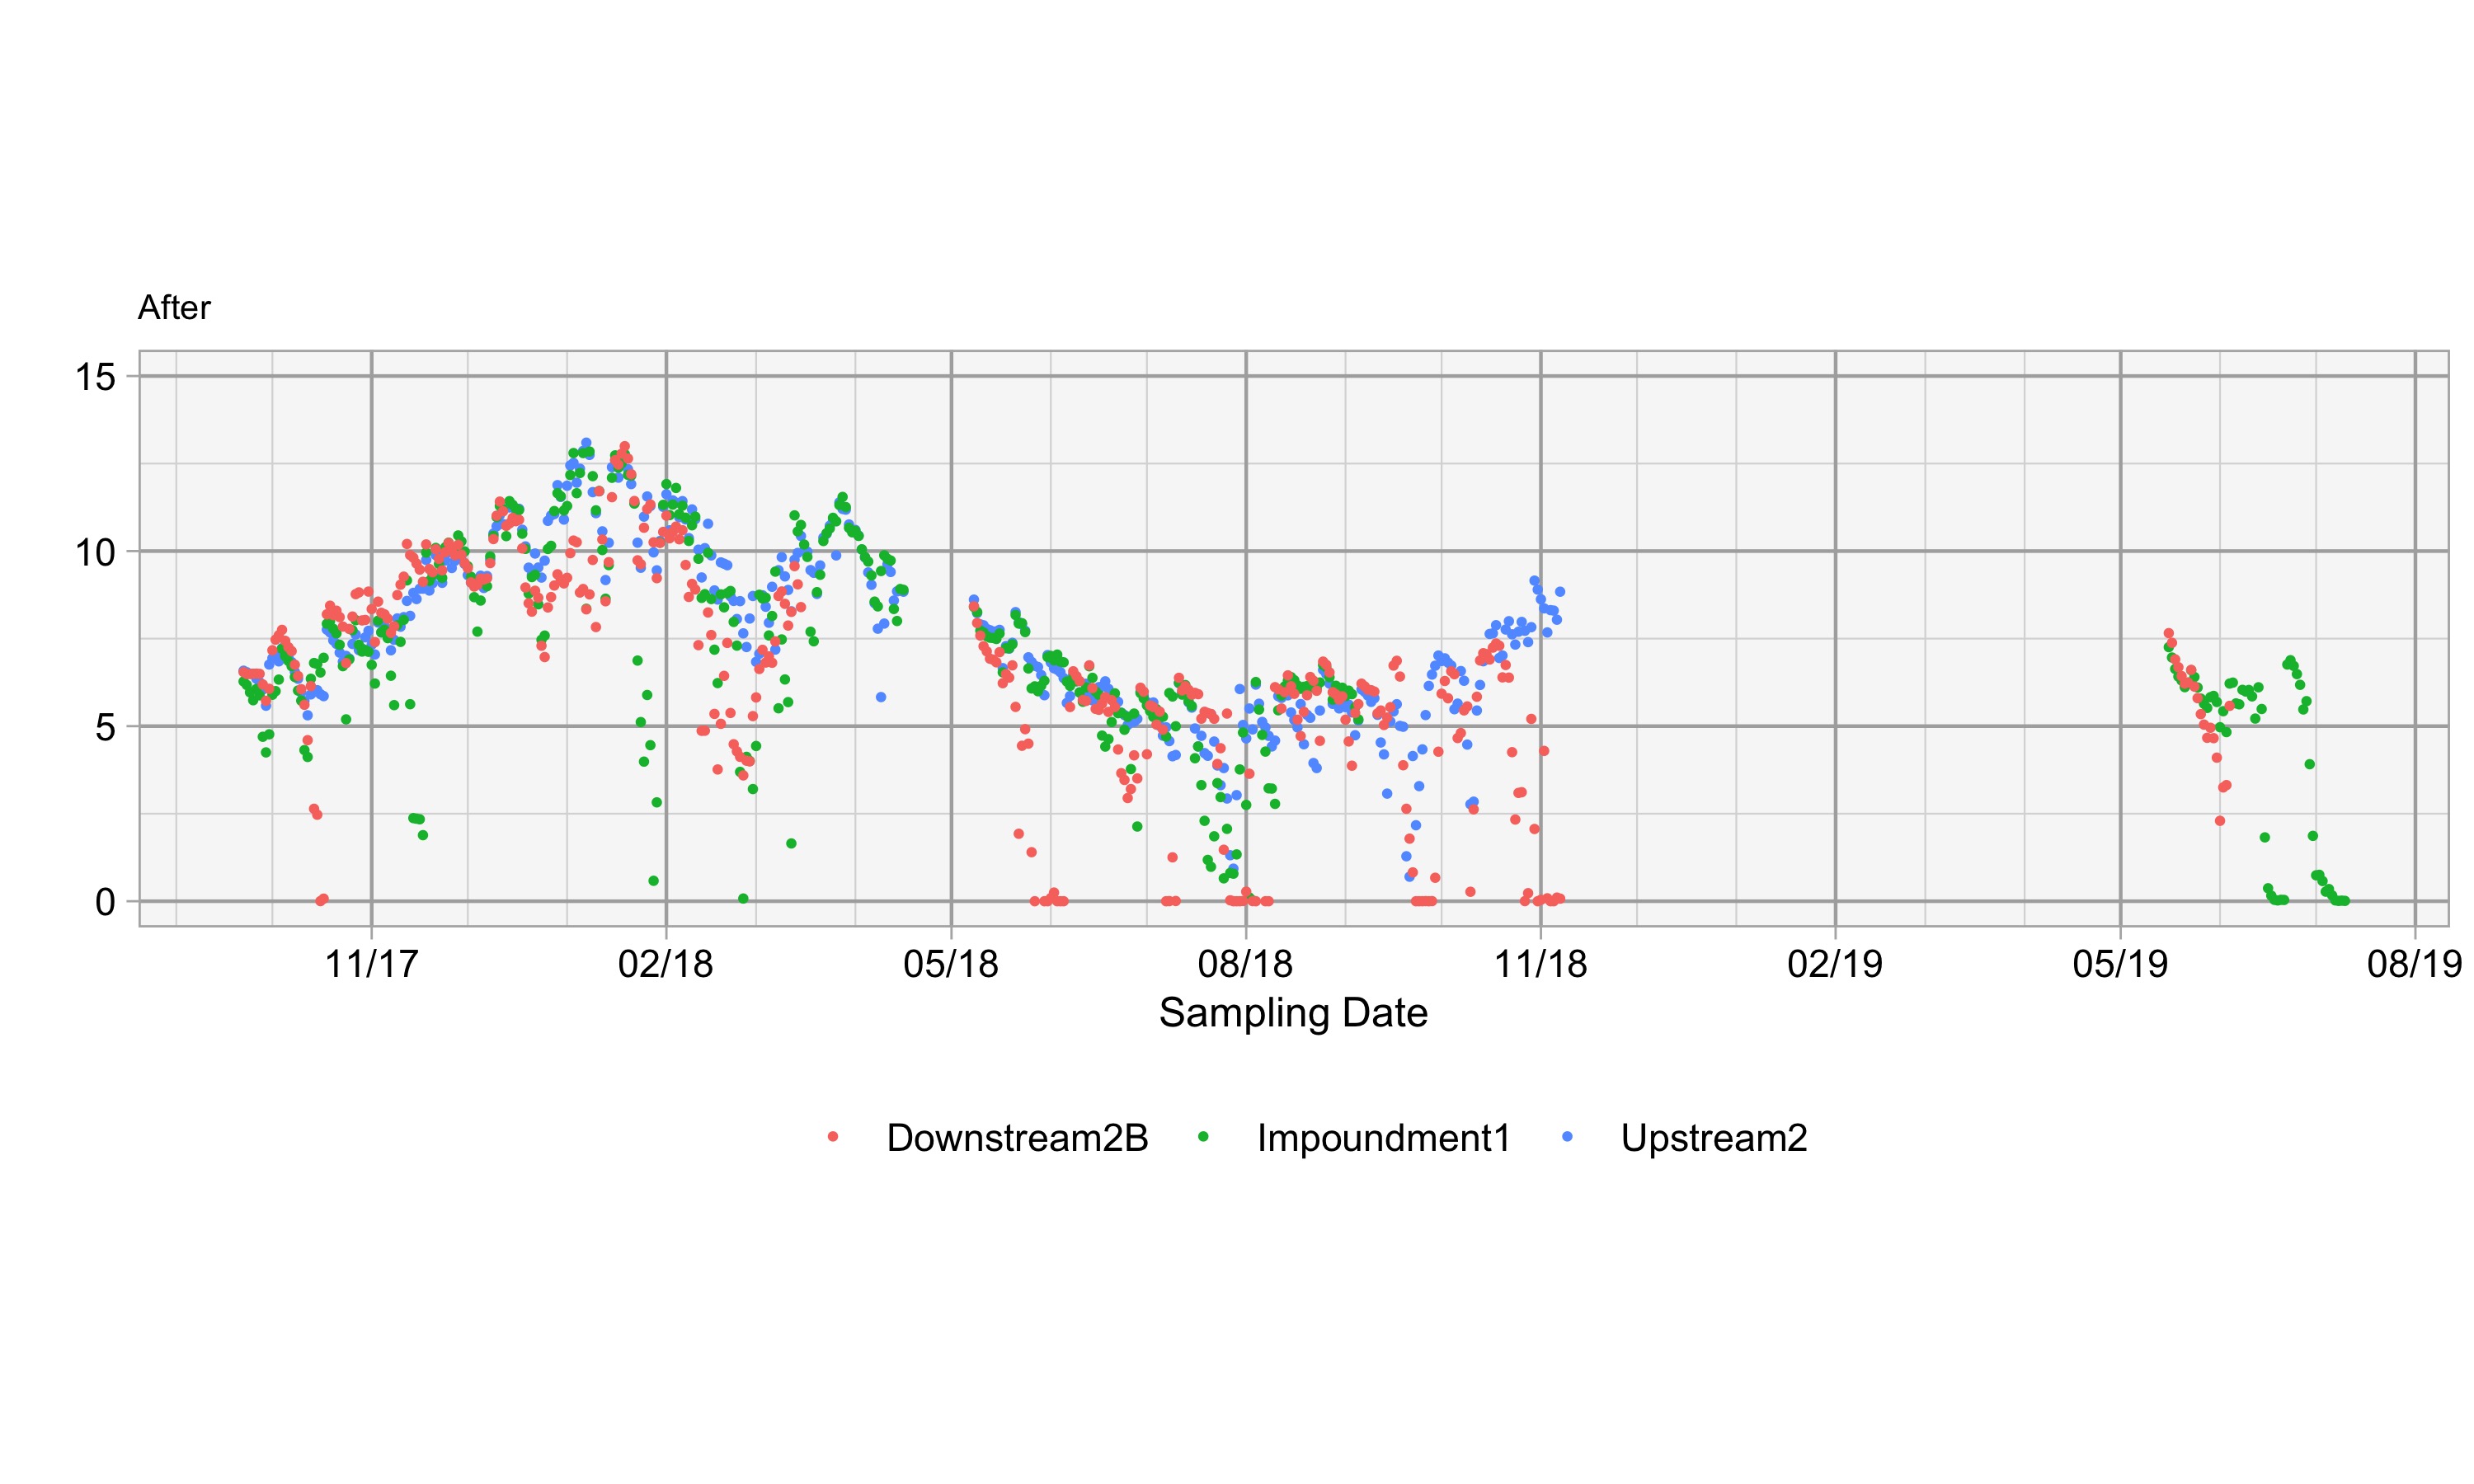 After
15
10
5
0
11/17 02/18 05/18 08/18 11/18 02/19 05/19 08/19
Sampling Date
Downstream2B Impoundment1 Upstream2